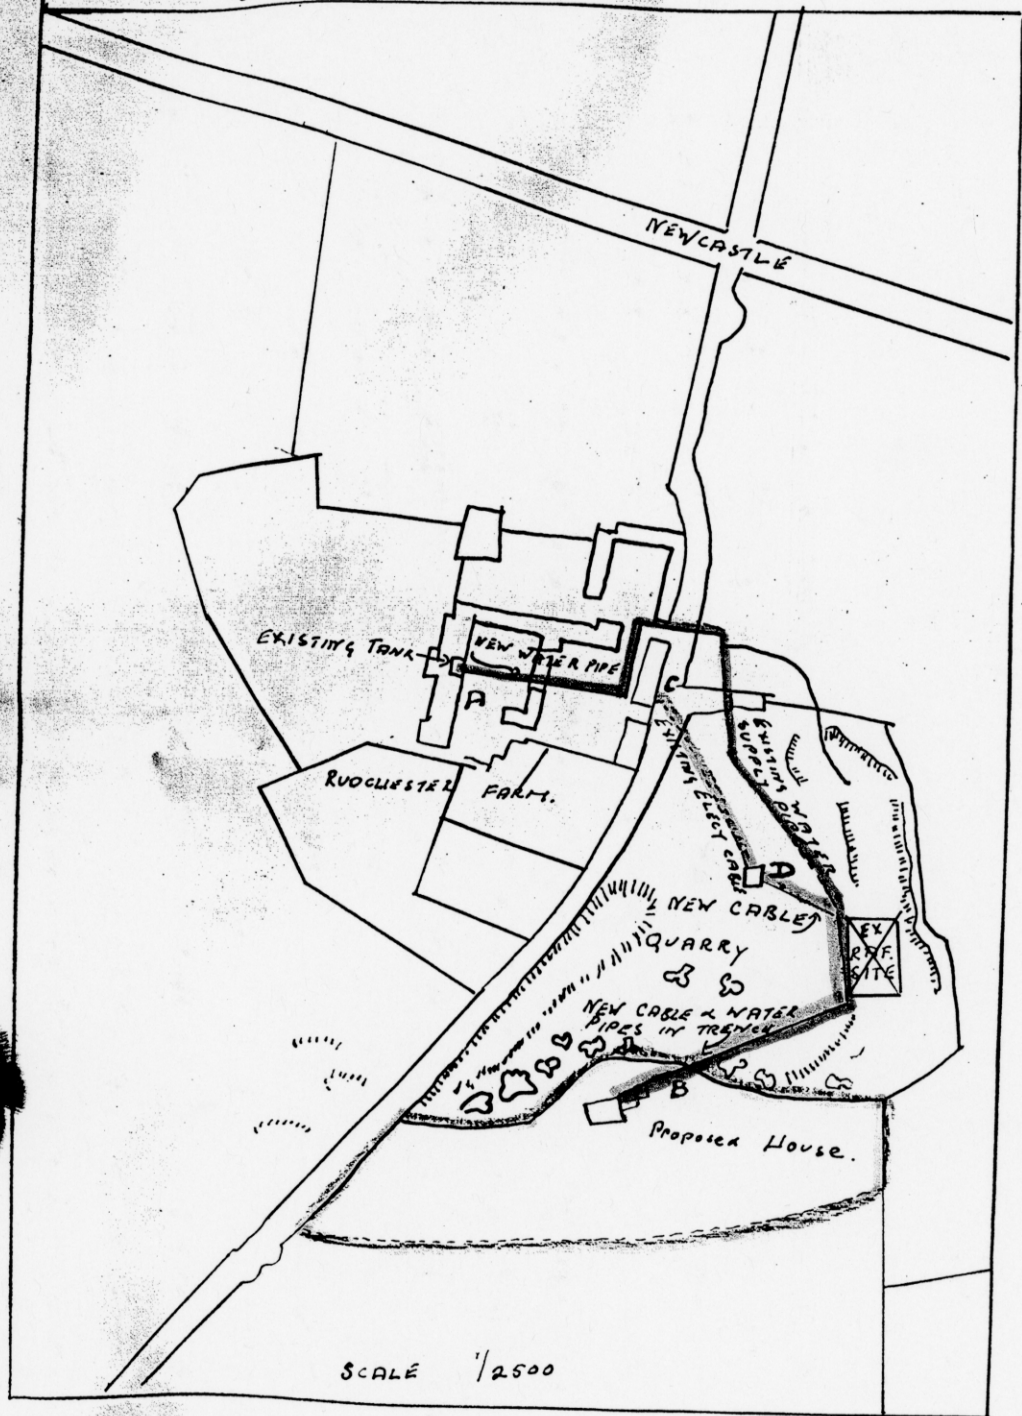 NEWCASTLE
EXISTING TANK
NEW WATER PIPE
A
C
EXISTING WATER
SUPPLY PIPE
EXISTING ELECT CABLE
RUDCHESTER FARM.
D
NEW CABLE
EX
R.A.F.
SITE
QUARRY
NEW CABLE & WATER
PIPES IN TRENCH
B
Proposed House.
SCALE 1/2500